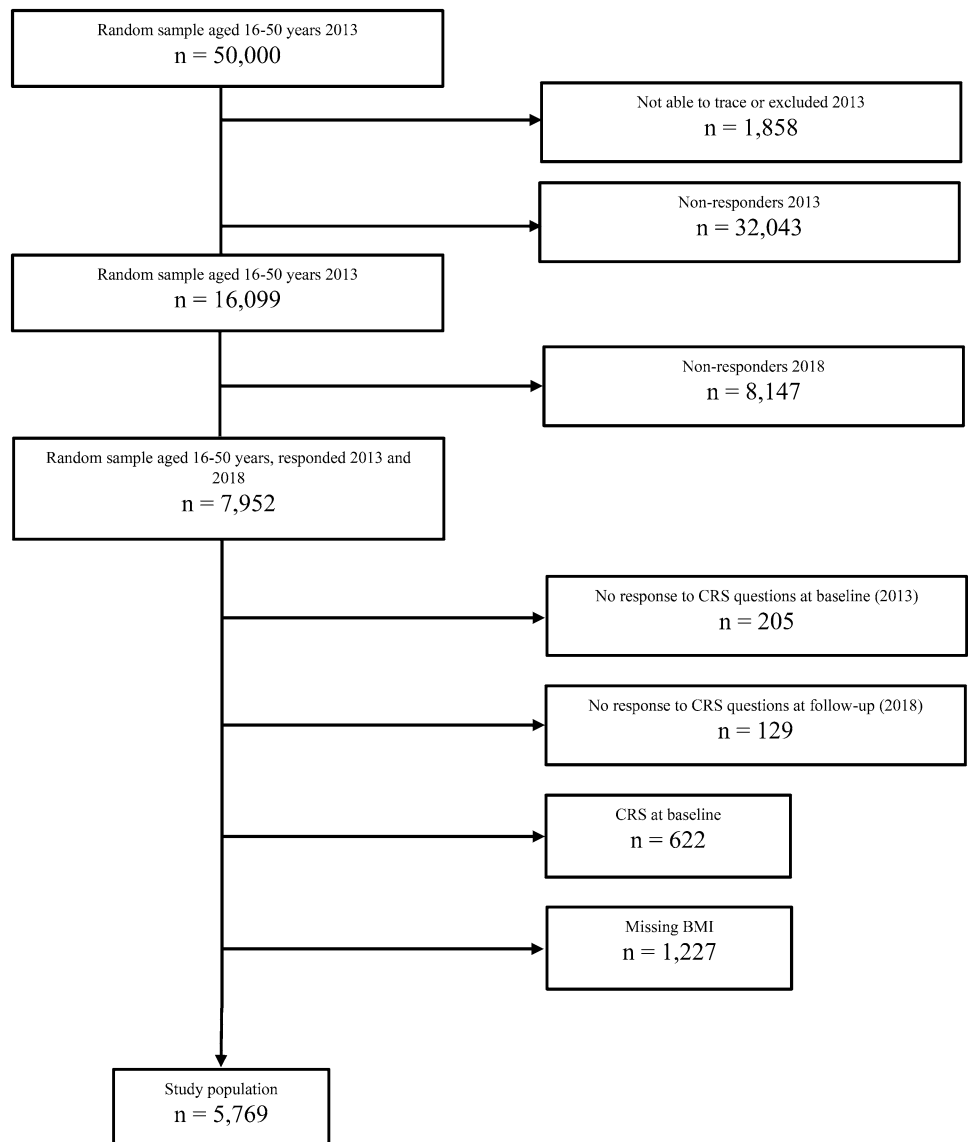 Random sample aged 16-50 years 2013
n = 50,000
Not able to trace or excluded 2013
n = 1,858
Non-responders 2013
n = 32,043
Random sample aged 16-50 years 2013
n = 16,099
Non-responders 2018
n = 8,147
Random sample aged 16-50 years, responded 2013 and
2018
n = 7,952
No response to CRS questions at baseline (2013)
n = 205
No response to CRS questions at follow-up (2018)
n = 129
CRS at baseline
n = 622
Missing BMI
n = 1,227
Study population
n = 5,769